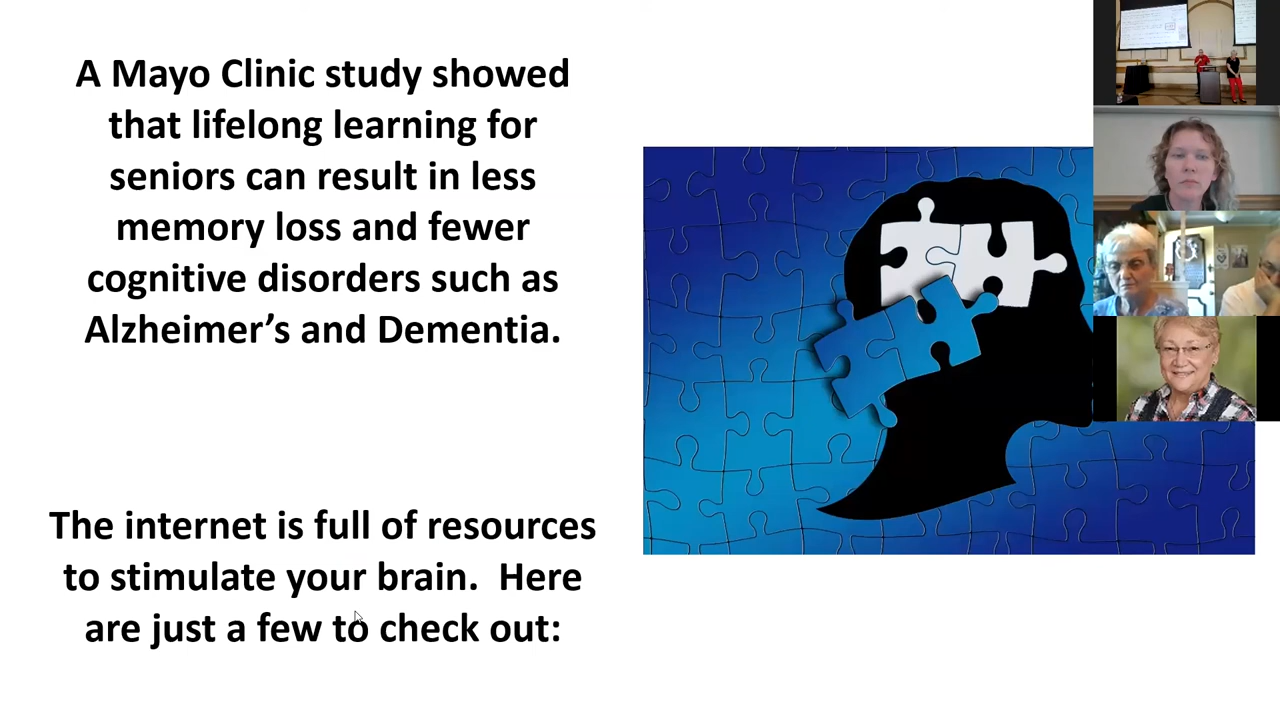 A Mayo Clinic study showed
that lifelong learning for
seniors can result in less
memory loss and fewer
cognitive disorders such as
Alzheimer’s and Dementia.
The internet is full of resources
to stimulate your brain.  Here
are just a few to check out: